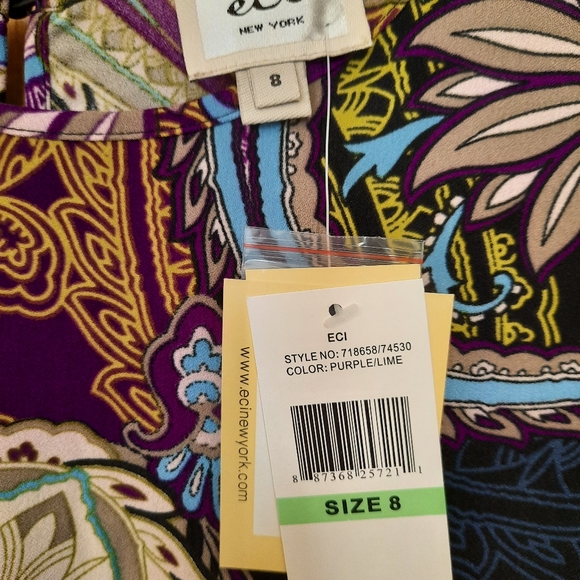 eci
NEW YORK
8
www.ecinewyork.com
ECI
STYLE NO: 718658/74530
COLOR: PURPLE/LIME
8 87368 25721 1
SIZE 8